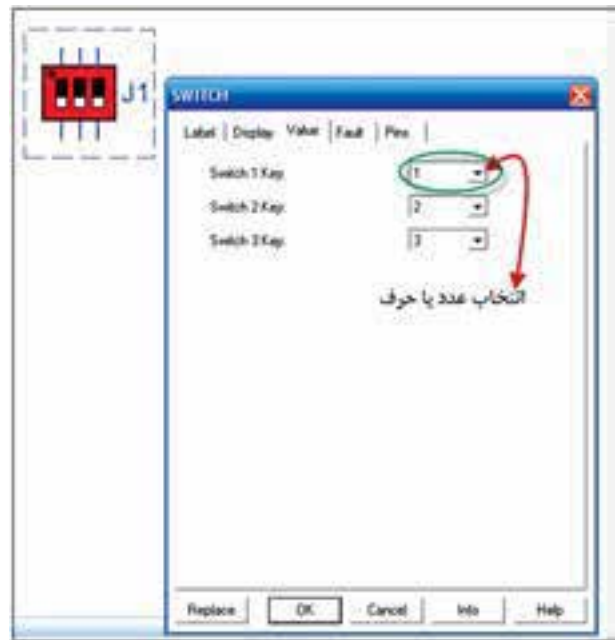 J1
SWITCH
Label Display Value Fault Pins
Switch 1 Key: 1
Switch 2 Key: 2
Switch 3 Key: 3
انتخاب عدد یا حرف
Replace OK Cancel Info Help